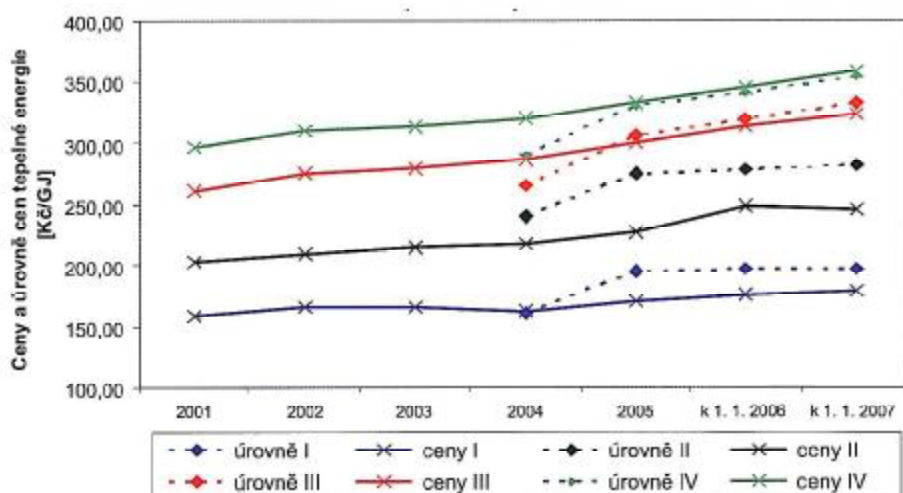 400,00
350,00
300,00
250,00
200,00
150,00
100,00
Ceny a úrovně cen tepelné energie
[Kč/GJ]
2001 2002 2003 2004 2005 k 1. 1. 2006 k 1. 1. 2007
úrovně I ceny I úrovně II ceny II
úrovně III ceny III úrovně IV ceny IV